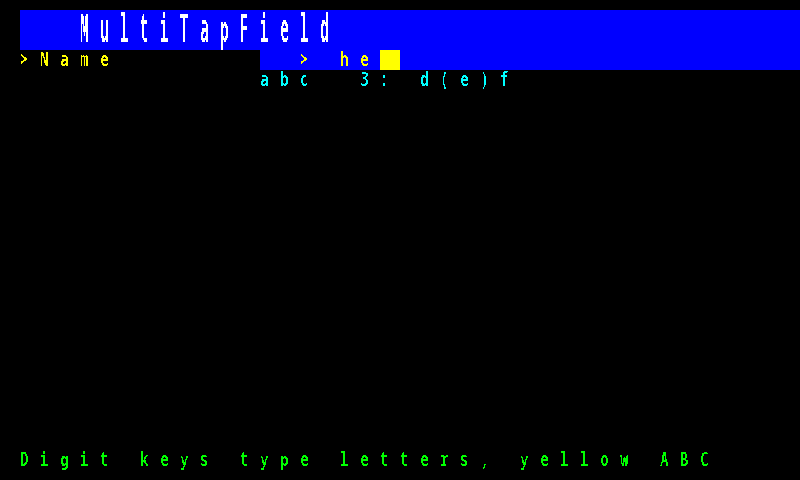 MultiTapField
>Name > he
abc 3: d(e)f
Digit keys type letters, yellow ABC